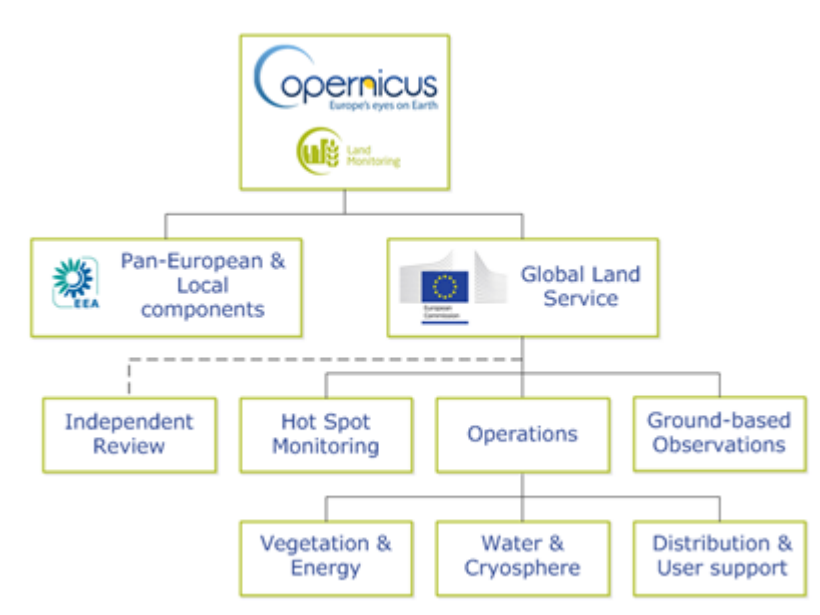 Copernicus
Europe's eyes on Earth
Land
Monitoring
EEA
Pan-European &
Local
components
European
Commission
Global Land
Service
Independent
Review
Hot Spot
Monitoring
Operations
Ground-based
Observations
Vegetation &
Energy
Water &
Cryosphere
Distribution &
User support